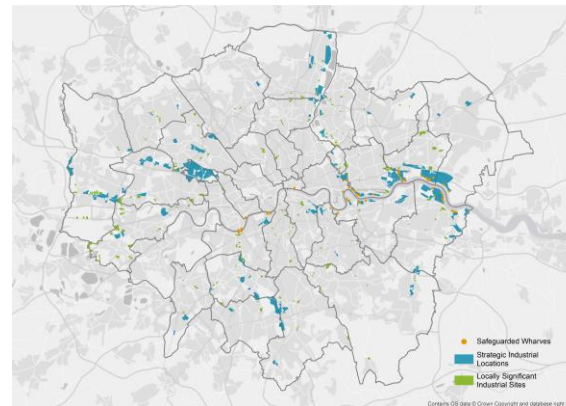 Safeguarded Wharves
Strategic Industrial
Locations
Locally Significant
Industrial Sites
Contains OS data © Crown Copyright and database right